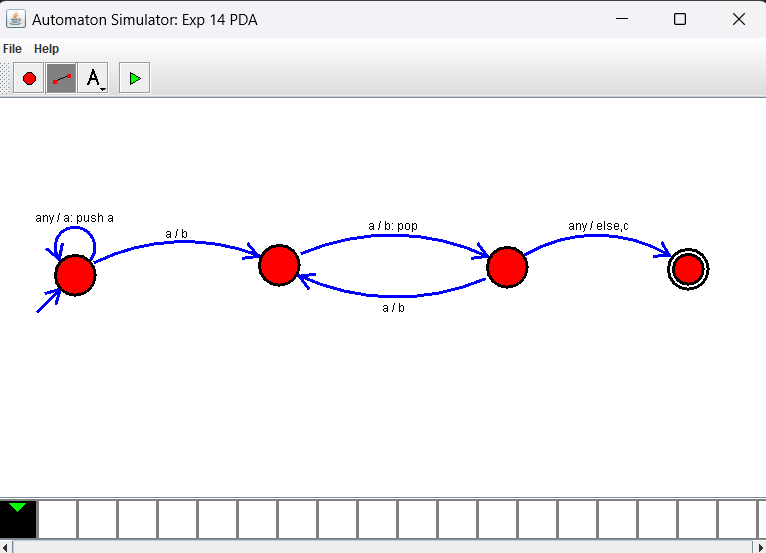 Automaton Simulator: Exp 14 PDA
File Help
A
any / a: push a
a / b
a / b: pop
any / else,c
a / b